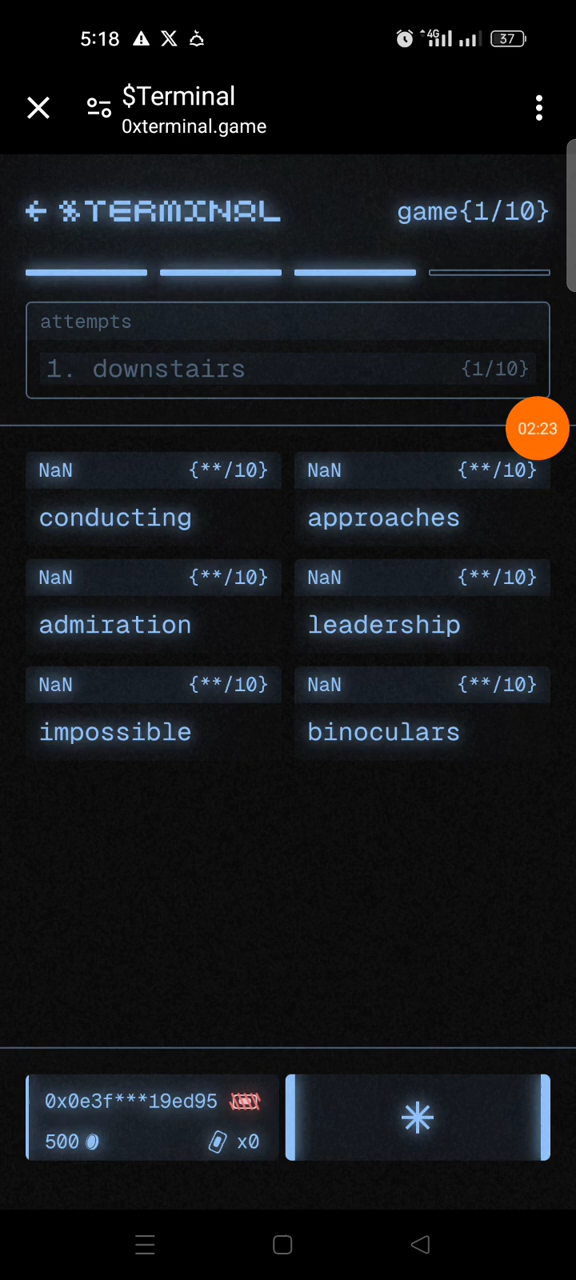 5:18 4G 37
$Terminal
0xterminal.game
TERMINAL game{1/10}
attempts
1. downstairs {1/10}
02:23
NaN {**/10} NaN {**/10}
conducting approaches
NaN {**/10} NaN {**/10}
admiration leadership
NaN {**/10} NaN {**/10}
impossible binoculars
0x0e3f***19ed95
500 x0